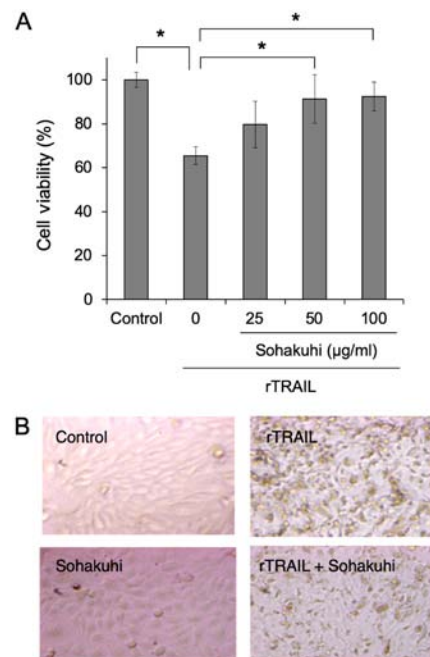 A
* * *
Cell viability (%)
120
100
80
60
40
20
0
Control 0 25 50 100
Sohakuhi (µg/ml)
rTRAIL
B
Control rTRAIL
Sohakuhi rTRAIL + Sohakuhi